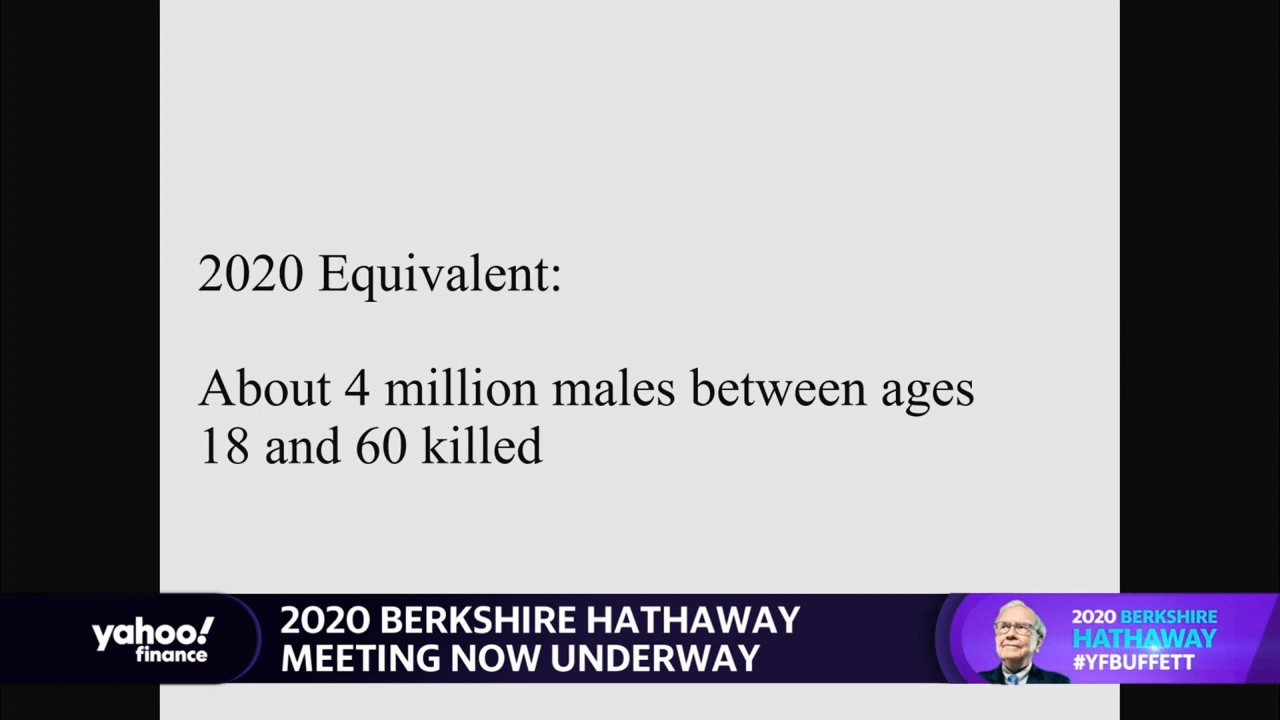 2020 Equivalent:
About 4 million males between ages
18 and 60 killed
yahoo!
finance
2020 BERKSHIRE HATHAWAY
MEETING NOW UNDERWAY
2020 BERKSHIRE
HATHAWAY
#YFBUFFETT